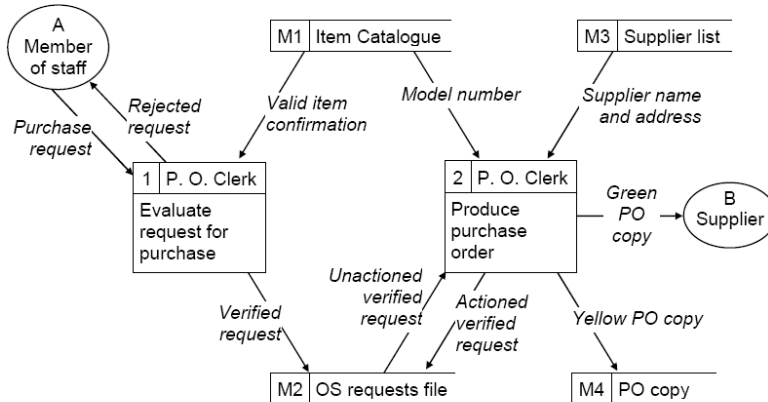 A
Member
of staff
M1 Item Catalogue
M3 Supplier list
Purchase
request
Rejected
request
Valid item
confirmation
Model number
Supplier name
and address
1 P. O. Clerk
Evaluate
request for
purchase
2 P. O. Clerk
Produce
purchase
order
Green
PO
copy
B
Supplier
Verified
request
Unactioned
verified
request
Actioned
verified
request
Yellow PO copy
M2 OS requests file
M4 PO copy